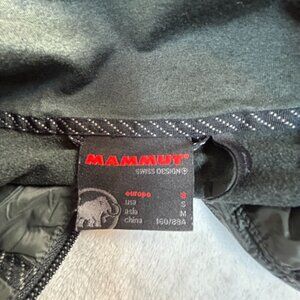 MAMMUT®
SWISS DESIGN
europe S
usa S
asia M
china 160/88A